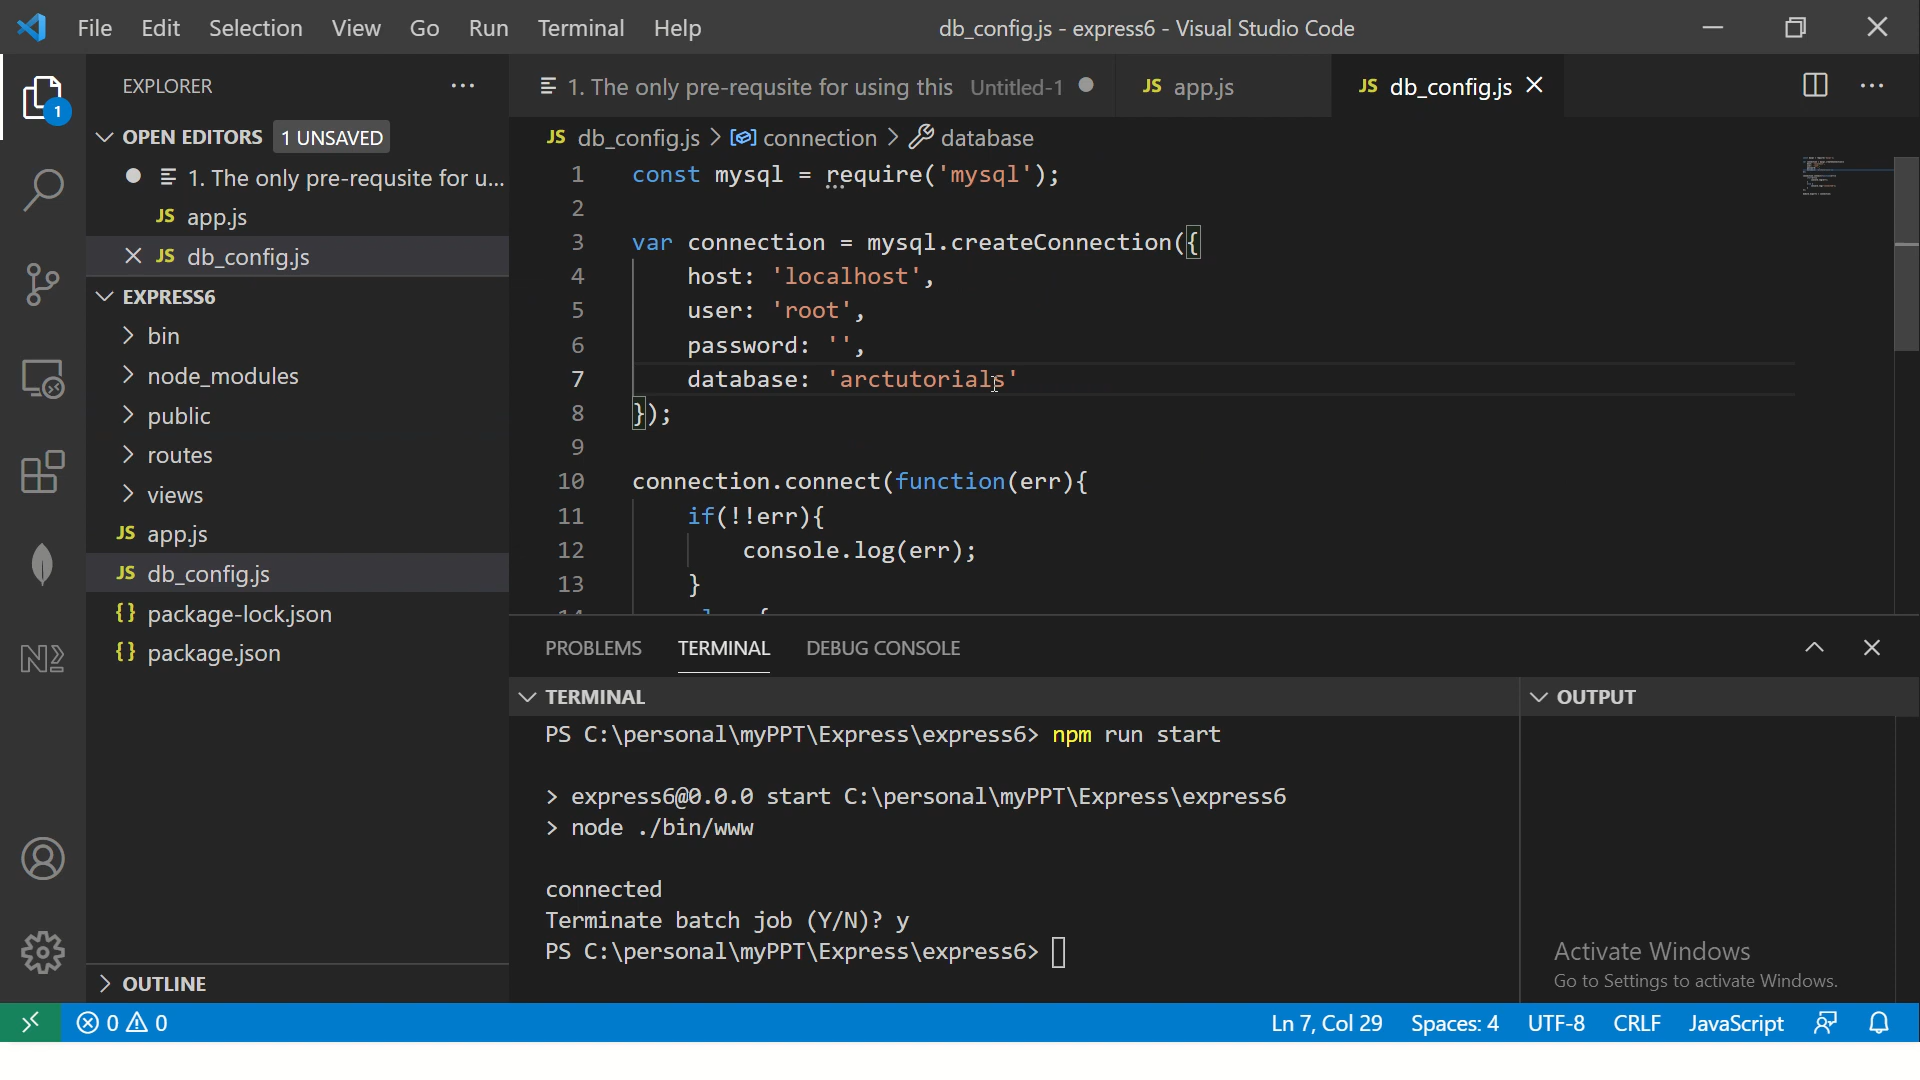 File Edit Selection View Go Run Terminal Help
db_config.js - express6 - Visual Studio Code
EXPLORER
1
OPEN EDITORS 1 UNSAVED
1. The only pre-requsite for u...
JS app.js
JS db_config.js
EXPRESS6
bin
node_modules
public
routes
views
JS app.js
JS db_config.js
{} package-lock.json
{} package.json
OUTLINE
1. The only pre-requsite for using this Untitled-1
JS app.js
JS db_config.js
JS db_config.js > connection > database
1 const mysql = require('mysql');
2
3 var connection = mysql.createConnection({
4 host: 'localhost',
5 user: 'root',
6 password: '',
7 database: 'arctutorials'
8 });
9
10 connection.connect(function(err){
11 if(!!err){
12 console.log(err);
13 }
PROBLEMS TERMINAL DEBUG CONSOLE
TERMINAL
PS C:\personal\myPPT\Express\express6> npm run start
> express6@0.0.0 start C:\personal\myPPT\Express\express6
> node ./bin/www
connected
Terminate batch job (Y/N)? y
PS C:\personal\myPPT\Express\express6>
OUTPUT
Activate Windows
Go to Settings to activate Windows.
0 0
Ln 7, Col 29 Spaces: 4 UTF-8 CRLF JavaScript